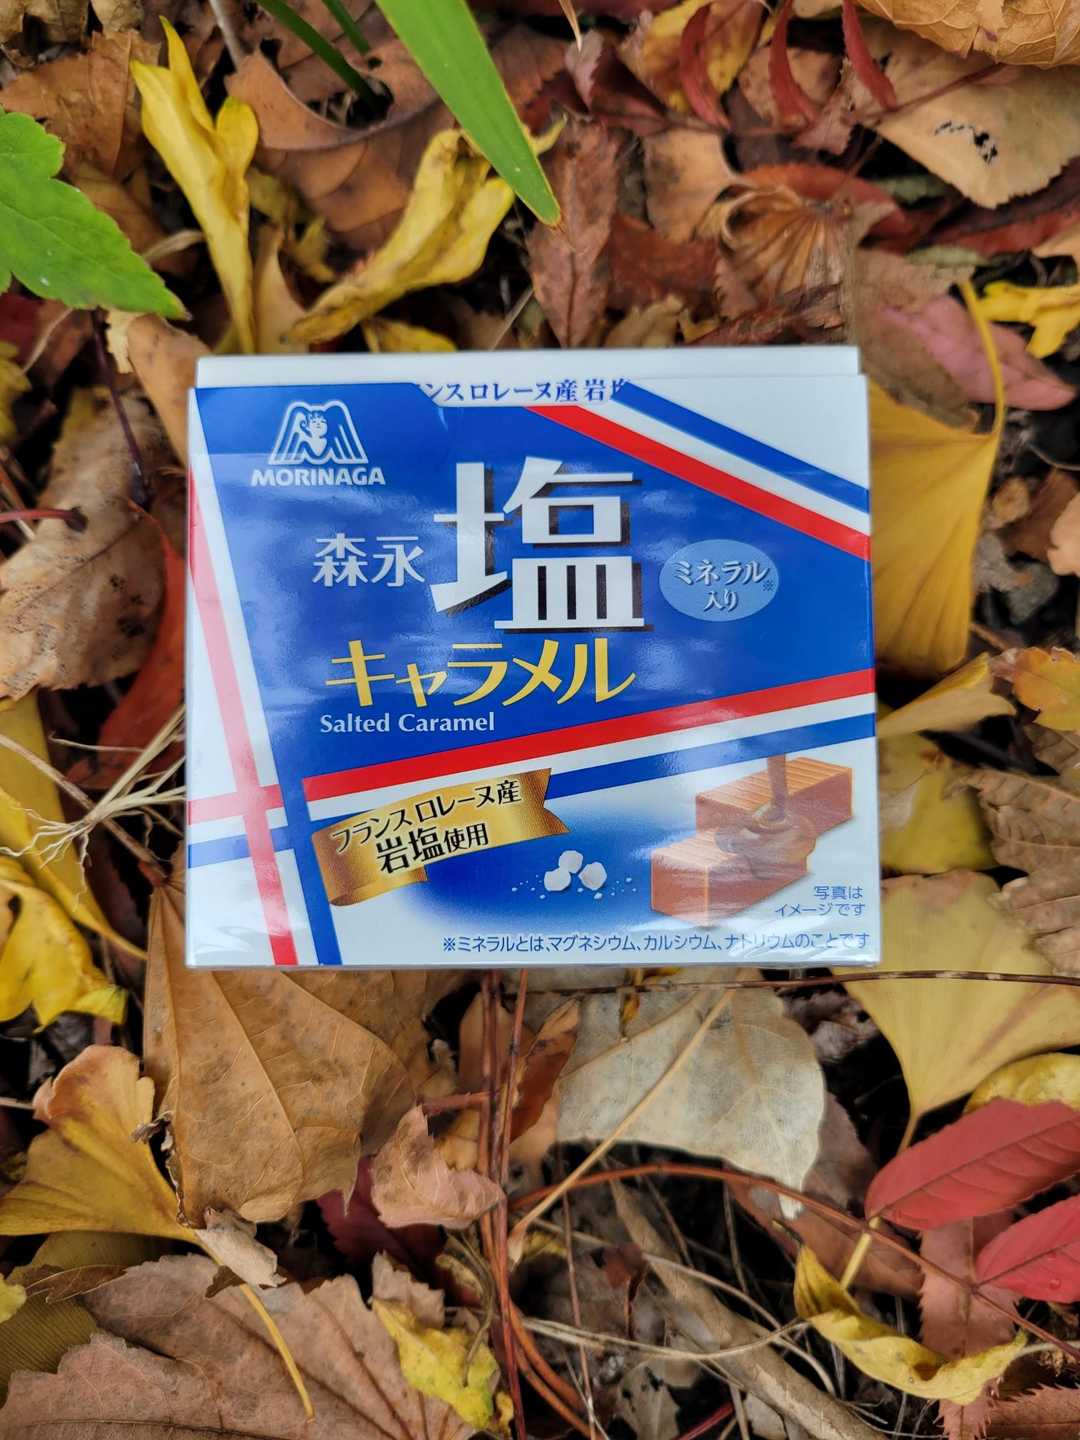 ンス ロレーヌ産 岩塩
MORINAGA
森永
塩
キャラメル
Salted Caramel
ミネラル※
入り
フランス ロレーヌ産
岩塩使用
写真は
イメージです
※ミネラルとは、マグネシウム、カルシウム、ナトリウムのことです